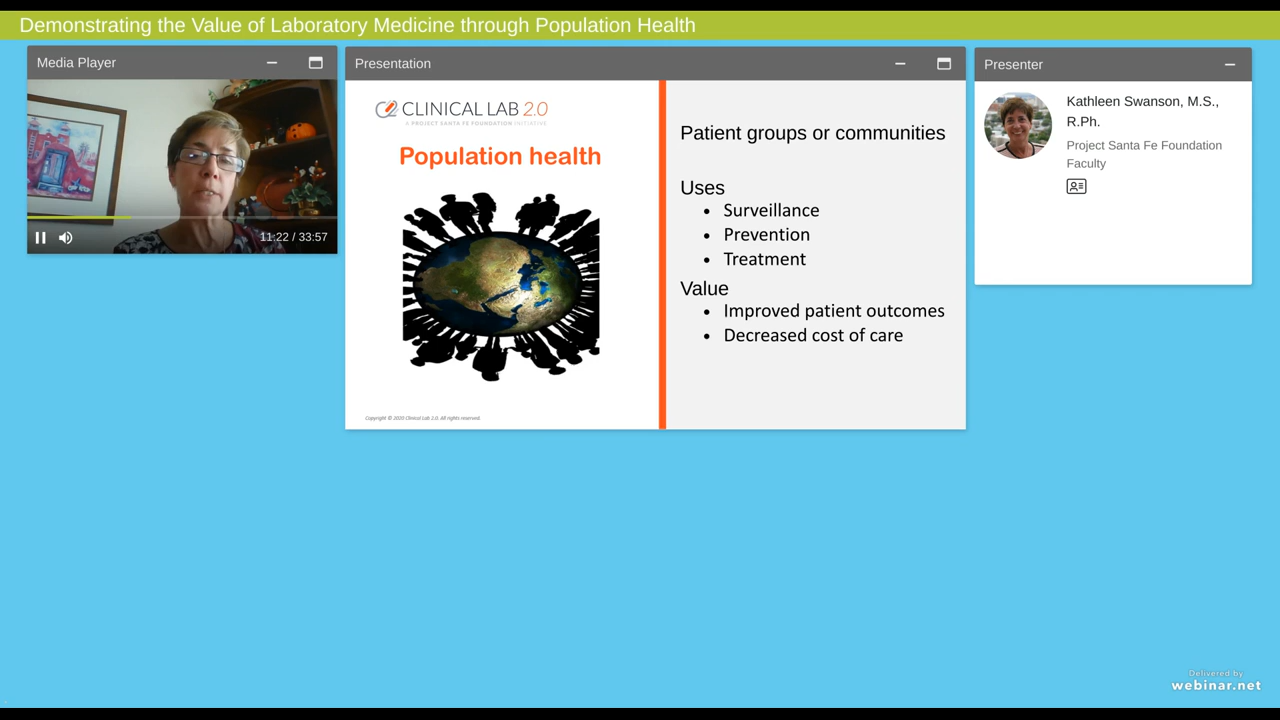 Demonstrating the Value of Laboratory Medicine through Population Health
Media Player
11:22 / 33:57
Presentation
CLINICAL LAB 2.0
A PROJECT SANTA FE FOUNDATION INITIATIVE
Population health
Copyright © 2020 Clinical Lab 2.0. All rights reserved.
Patient groups or communities
Uses
• Surveillance
• Prevention
• Treatment
Value
• Improved patient outcomes
• Decreased cost of care
Presenter
Kathleen Swanson, M.S.,
R.Ph.
Project Santa Fe Foundation
Faculty
Delivered by
webinar.net